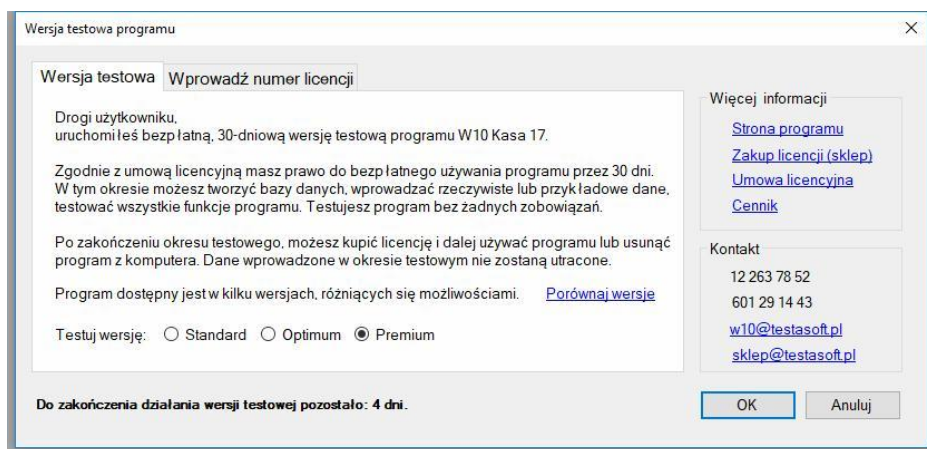 Wersja testowa programu
Wersja testowa
Wprowadź numer licencji
Drogi użytkowniku,
uruchomiłeś bezpłatną, 30-dniową wersję testową programu W10 Kasa 17.
Zgodnie z umową licencyjną masz prawo do bezpłatnego używania programu przez 30 dni.
W tym okresie możesz tworzyć bazy danych, wprowadzać rzeczywiste lub przykładowe dane,
testować wszystkie funkcje programu. Testujesz program bez żadnych zobowiązań.
Po zakończeniu okresu testowego, możesz kupić licencję i dalej używać programu lub usunąć
program z komputera. Dane wprowadzone w okresie testowym nie zostaną utracone.
Program dostępny jest w kilku wersjach, różniących się możliwościami. Porównaj wersje
Testuj wersję: Standard Optimum Premium
Więcej informacji
Strona programu
Zakup licencji (sklep)
Umowa licencyjna
Cennik
Kontakt
12 263 78 52
601 29 14 43
w10@testasoft.pl
sklep@testasoft.pl
Do zakończenia działania wersji testowej pozostało: 4 dni.
OK
Anuluj